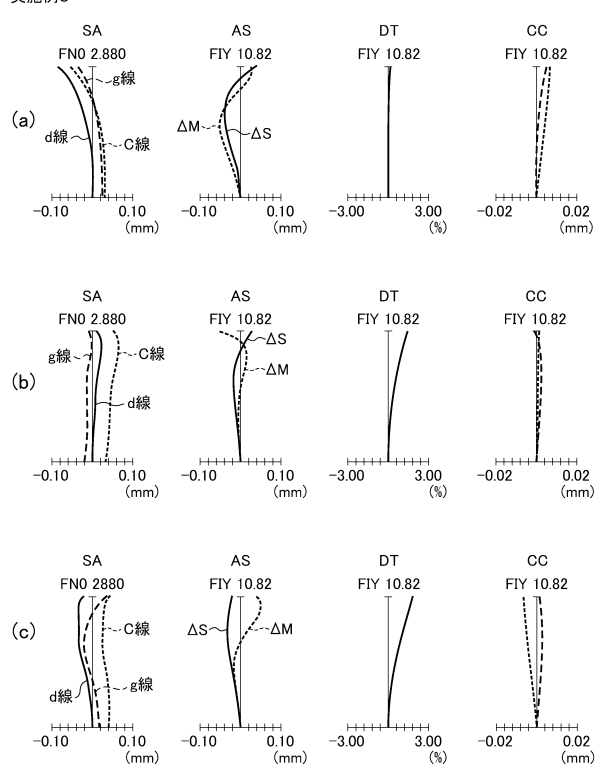 SA AS DT CC
FNO 2.880 FIY 10.82 FIY 10.82 FIY 10.82
(a)
g線
d線
C線
ΔM
ΔS
-0.10 0.10 -0.10 0.10 -3.00 3.00 -0.02 0.02
(mm) (mm) (%) (mm)
SA AS DT CC
FNO 2.880 FIY 10.82 FIY 10.82 FIY 10.82
(b)
g線
C線
d線
ΔS
ΔM
-0.10 0.10 -0.10 0.10 -3.00 3.00 -0.02 0.02
(mm) (mm) (%) (mm)
SA AS DT CC
FNO 2880 FIY 10.82 FIY 10.82 FIY 10.82
(c)
C線
g線
d線
ΔS
ΔM
-0.10 0.10 -0.10 0.10 -3.00 3.00 -0.02 0.02
(mm) (mm) (%) (mm)